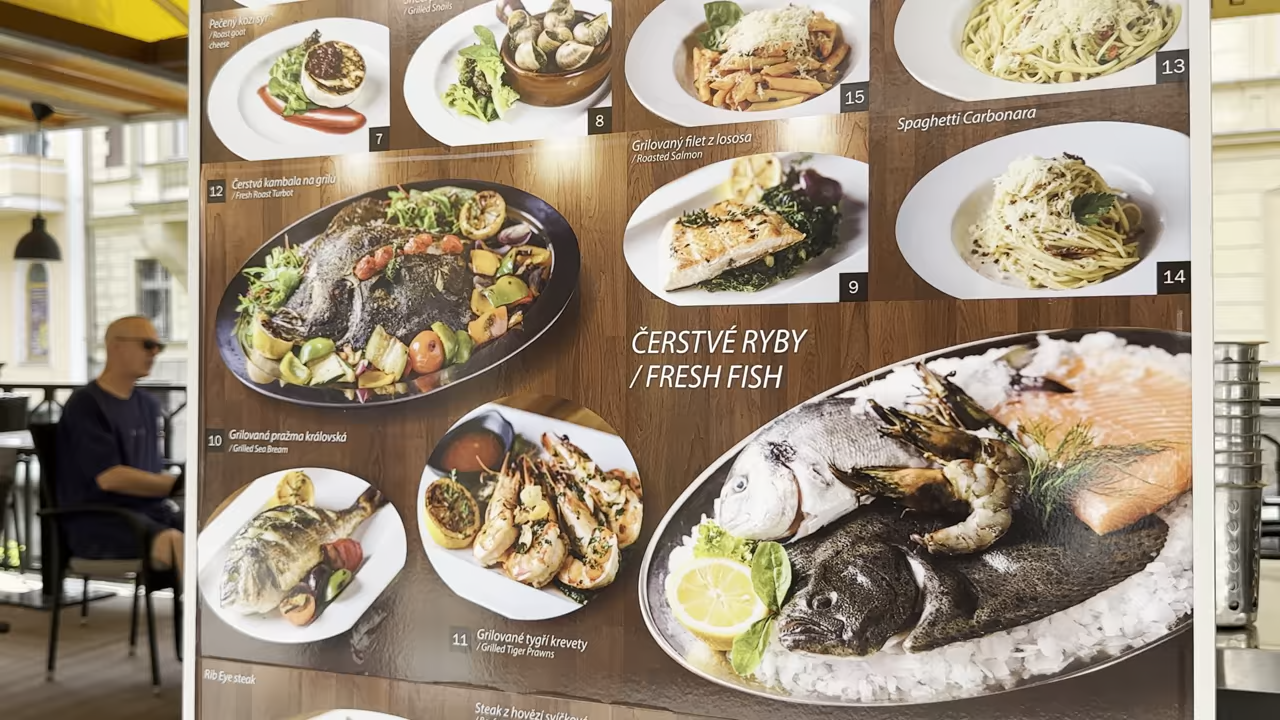 Pečený kozí sýr
/ Roast goat
cheese
7
/ Grilled Snails
8
15
13
12
Čerstvá kambala na grilu
/ Fresh Roast Turbot
Grilovaný filet z lososa
/ Roasted Salmon
9
Spaghetti Carbonara
14
ČERSTVÉ RYBY
/ FRESH FISH
10
Grilovaná pražma královská
/ Grilled Sea Bream
11
Grilované tygří krevety
/ Grilled Tiger Prawns
Rib Eye steak
Steak z hovězí svíčkové